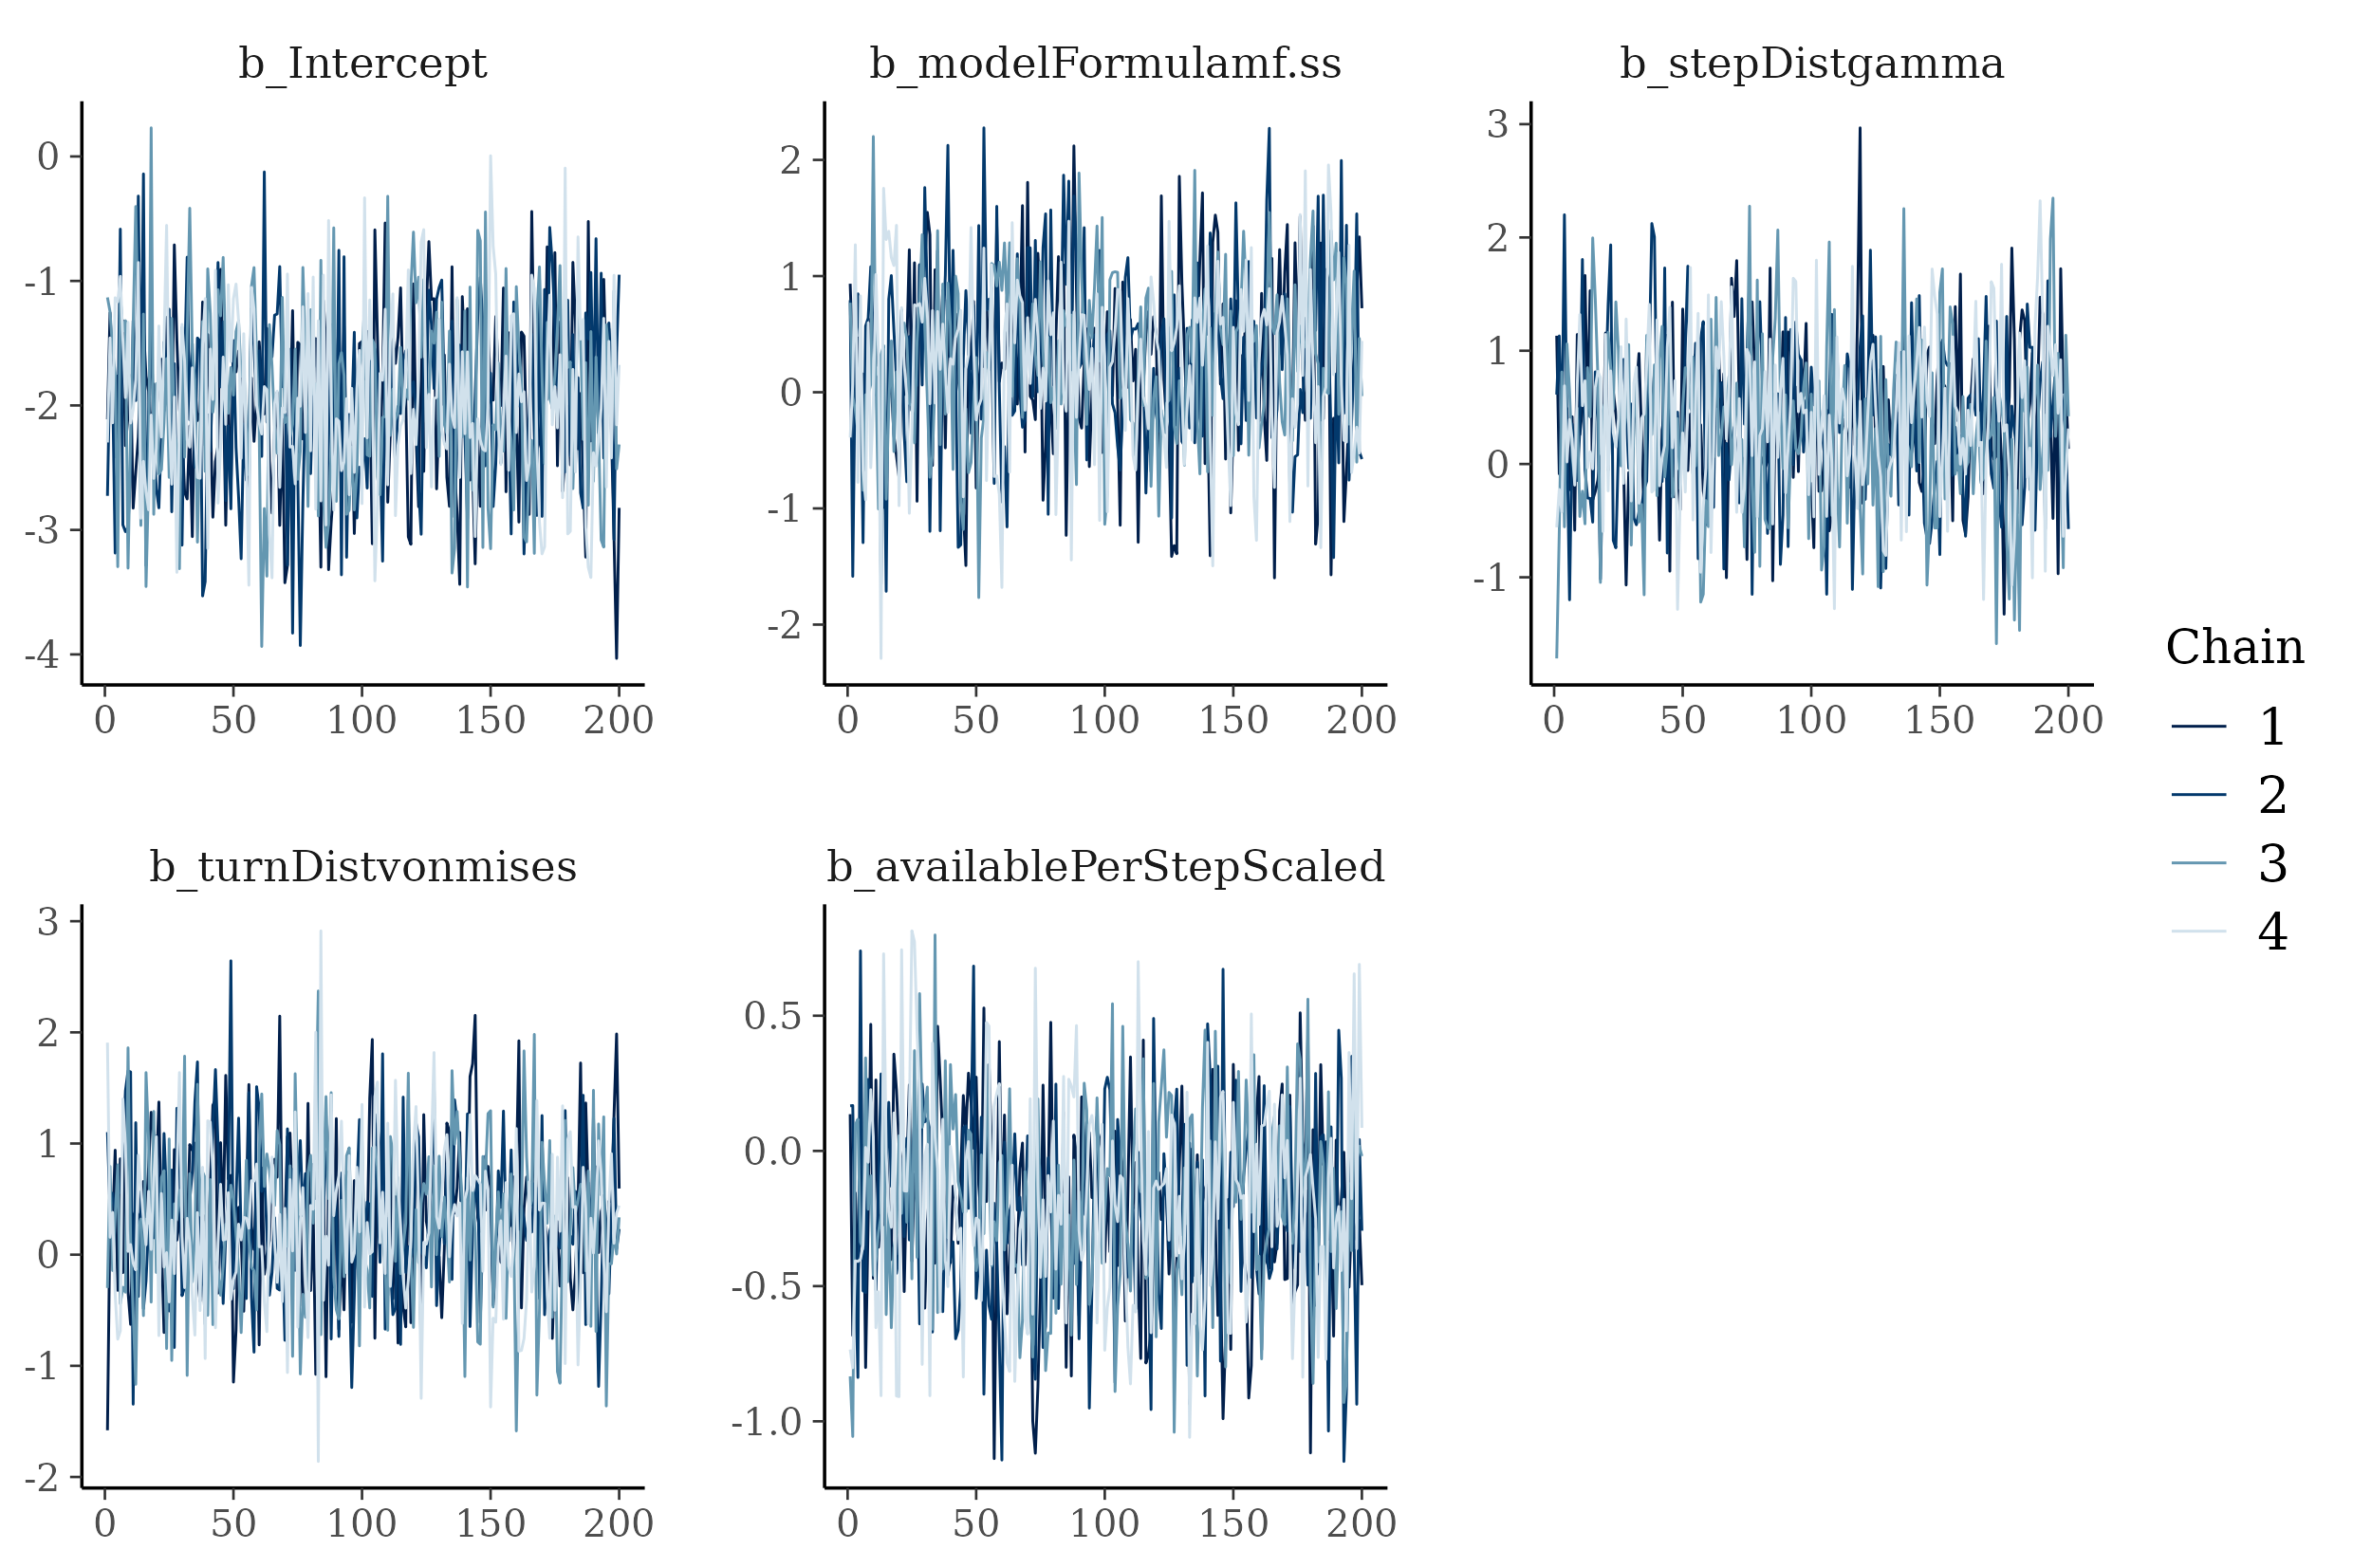 b_Intercept
0
-1
-2
-3
-4
0 50 100 150 200
b_modelFormulamf.ss
2
1
0
-1
-2
0 50 100 150 200
b_stepDistgamma
3
2
1
0
-1
0 50 100 150 200
b_turnDistvonmises
3
2
1
0
-1
-2
0 50 100 150 200
b_availablePerStepScaled
0.5
0.0
-0.5
-1.0
0 50 100 150 200
Chain
1
2
3
4